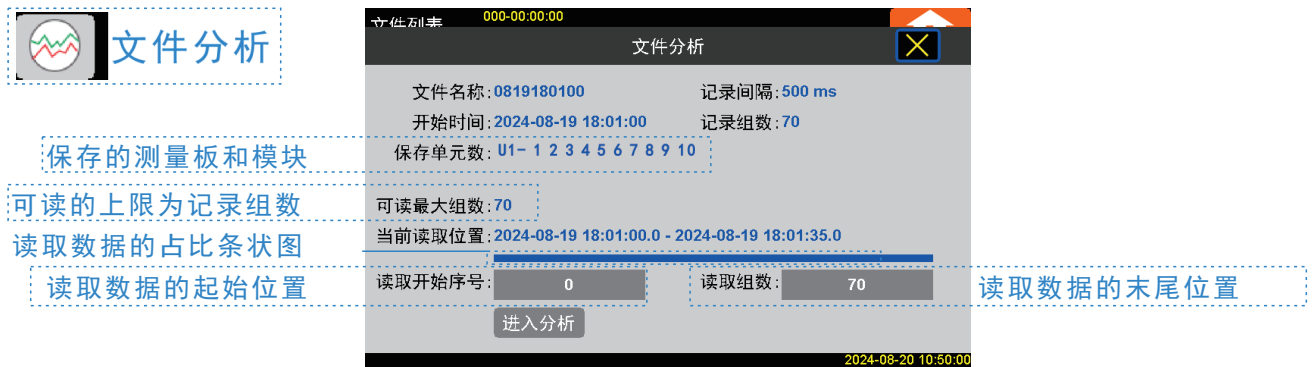 文件分析
文件列表
000-00:00:00
文件分析
文件名称:0819180100
记录间隔:500 ms
开始时间:2024-08-19 18:01:00
记录组数:70
保存的测量板和模块
保存单元数:U1- 1 2 3 4 5 6 7 8 9 10
可读的上限为记录组数
可读最大组数:70
读取数据的占比条状图
当前读取位置:2024-08-19 18:01:00.0 - 2024-08-19 18:01:35.0
读取数据的起始位置
读取开始序号:0
读取组数:70
读取数据的末尾位置
进入分析
2024-08-20 10:50:00